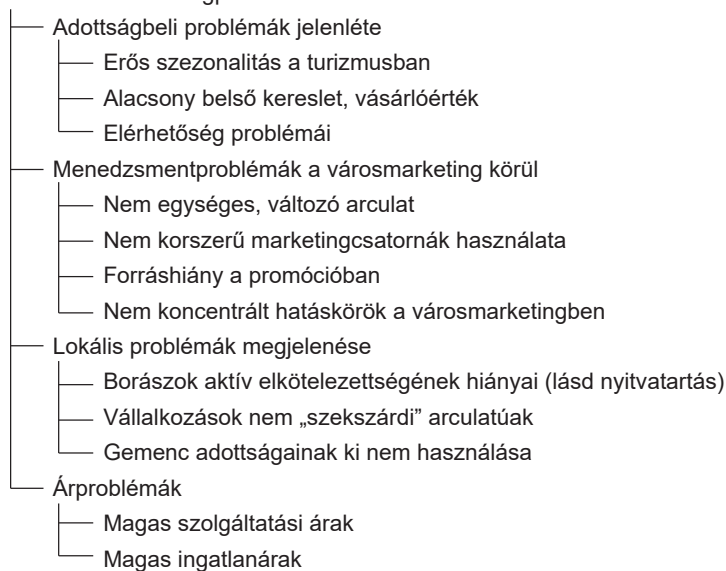 Adottságbeli problémák jelenléte
Erős szezonalitás a turizmusban
Alacsony belső kereslet, vásárlóérték
Elérhetőség problémái
Menedzsmentproblémák a városmarketing körül
Nem egységes, változó arculat
Nem korszerű marketingcsatornák használata
Forráshiány a promócióban
Nem koncentrált hatáskörök a városmarketingben
Lokális problémák megjelenése
Borászok aktív elkötelezettségének hiányai (lásd nyitvatartás)
Vállalkozások nem „szekszárdi” arculatúak
Gemenc adottságainak ki nem használása
Árproblémák
Magas szolgáltatási árak
Magas ingatlanárak